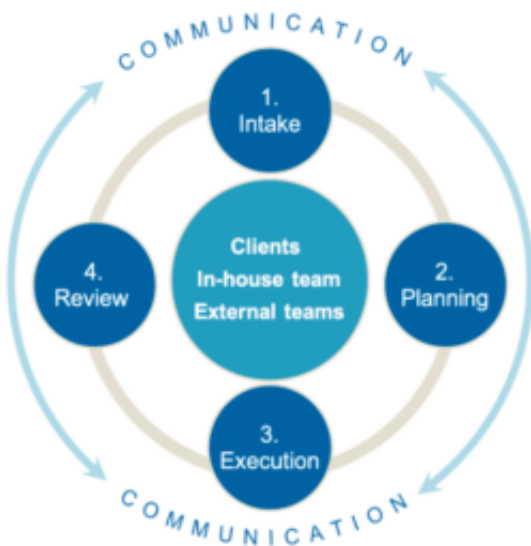 COMMUNICATION
1.
Intake
Clients
In-house team
External teams
4.
Review
2.
Planning
3.
Execution
COMMUNICATION